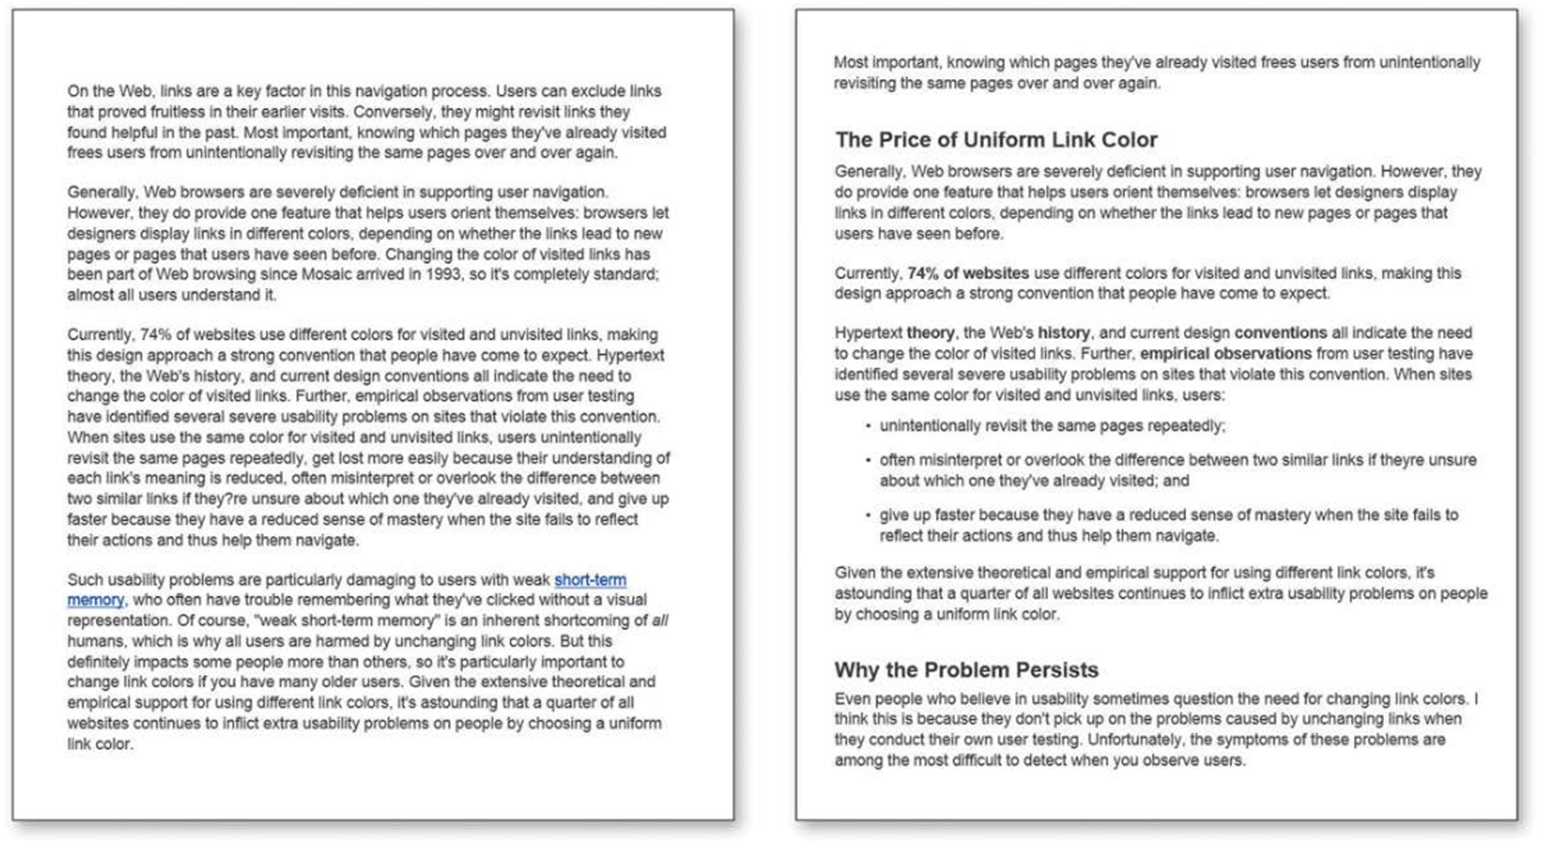 On the Web, links are a key factor in this navigation process. Users can exclude links
that proved fruitless in their earlier visits. Conversely, they might revisit links they
found helpful in the past. Most important, knowing which pages they've already visited
frees users from unintentionally revisiting the same pages over and over again.
Generally, Web browsers are severely deficient in supporting user navigation.
However, they do provide one feature that helps users orient themselves: browsers let
designers display links in different colors, depending on whether the links lead to new
pages or pages that users have seen before. Changing the color of visited links has
been part of Web browsing since Mosaic arrived in 1993, so it's completely standard;
almost all users understand it.
Currently, 74% of websites use different colors for visited and unvisited links, making
this design approach a strong convention that people have come to expect. Hypertext
theory, the Web's history, and current design conventions all indicate the need to
change the color of visited links. Further, empirical observations from user testing
have identified several severe usability problems on sites that violate this convention.
When sites use the same color for visited and unvisited links, users unintentionally
revisit the same pages repeatedly, get lost more easily because their understanding of
each link's meaning is reduced, often misinterpret or overlook the difference between
two similar links if they?re unsure about which one they've already visited, and give up
faster because they have a reduced sense of mastery when the site fails to reflect
their actions and thus help them navigate.
Such usability problems are particularly damaging to users with weak short-term
memory, who often have trouble remembering what they've clicked without a visual
representation. Of course, "weak short-term memory" is an inherent shortcoming of all
humans, which is why all users are harmed by unchanging link colors. But this
definitely impacts some people more than others, so it's particularly important to
change link colors if you have many older users. Given the extensive theoretical and
empirical support for using different link colors, it's astounding that a quarter of all
websites continues to inflict extra usability problems on people by choosing a uniform
link color.
Most important, knowing which pages they've already visited frees users from unintentionally
revisiting the same pages over and over again.
The Price of Uniform Link Color
Generally, Web browsers are severely deficient in supporting user navigation. However, they
do provide one feature that helps users orient themselves: browsers let designers display
links in different colors, depending on whether the links lead to new pages or pages that
users have seen before.
Currently, 74% of websites use different colors for visited and unvisited links, making this
design approach a strong convention that people have come to expect.
Hypertext theory, the Web's history, and current design conventions all indicate the need
to change the color of visited links. Further, empirical observations from user testing have
identified several severe usability problems on sites that violate this convention. When sites
use the same color for visited and unvisited links, users:
• unintentionally revisit the same pages repeatedly;
• often misinterpret or overlook the difference between two similar links if theyre unsure
about which one they've already visited; and
• give up faster because they have a reduced sense of mastery when the site fails to
reflect their actions and thus help them navigate.
Given the extensive theoretical and empirical support for using different link colors, it's
astounding that a quarter of all websites continues to inflict extra usability problems on people
by choosing a uniform link color.
Why the Problem Persists
Even people who believe in usability sometimes question the need for changing link colors. I
think this is because they don't pick up on the problems caused by unchanging links when
they conduct their own user testing. Unfortunately, the symptoms of these problems are
among the most difficult to detect when you observe users.